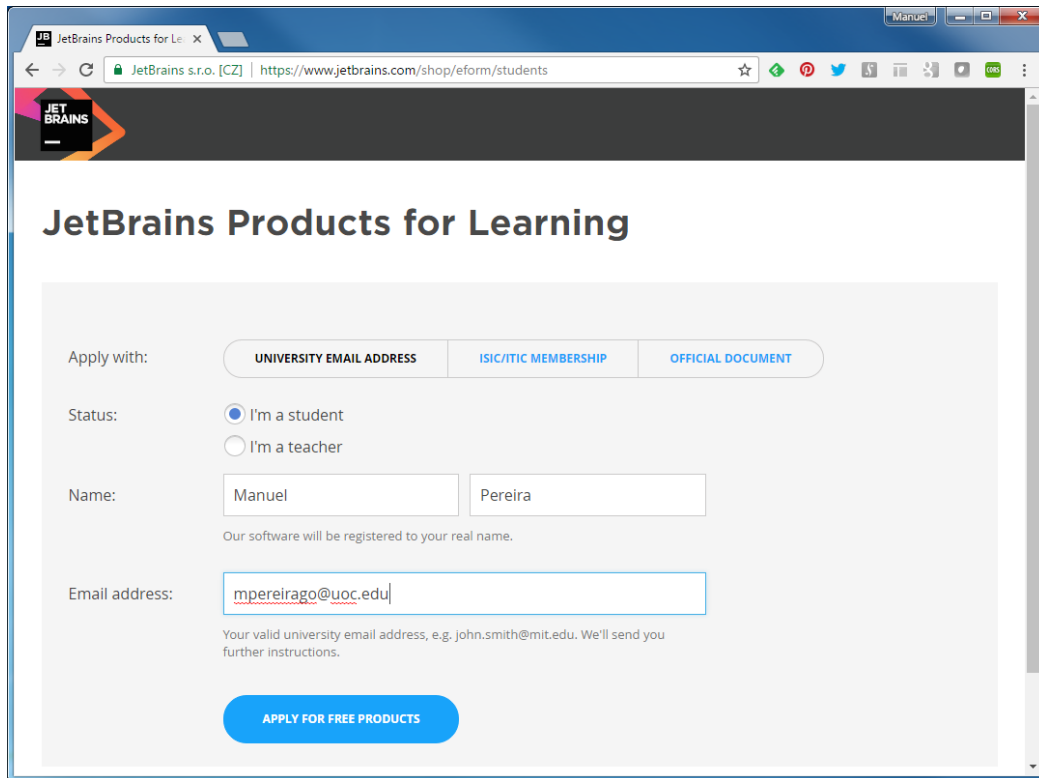 Manuel
JB JetBrains Products for Le
JetBrains s.r.o. [CZ] | https://www.jetbrains.com/shop/eform/students
CORS
JET
BRAINS
JetBrains Products for Learning
Apply with: UNIVERSITY EMAIL ADDRESS ISIC/ITIC MEMBERSHIP OFFICIAL DOCUMENT
Status: I'm a student
I'm a teacher
Name: Manuel Pereira
Our software will be registered to your real name.
Email address: mpereirago@uoc.edu
Your valid university email address, e.g. john.smith@mit.edu. We'll send you
further instructions.
APPLY FOR FREE PRODUCTS